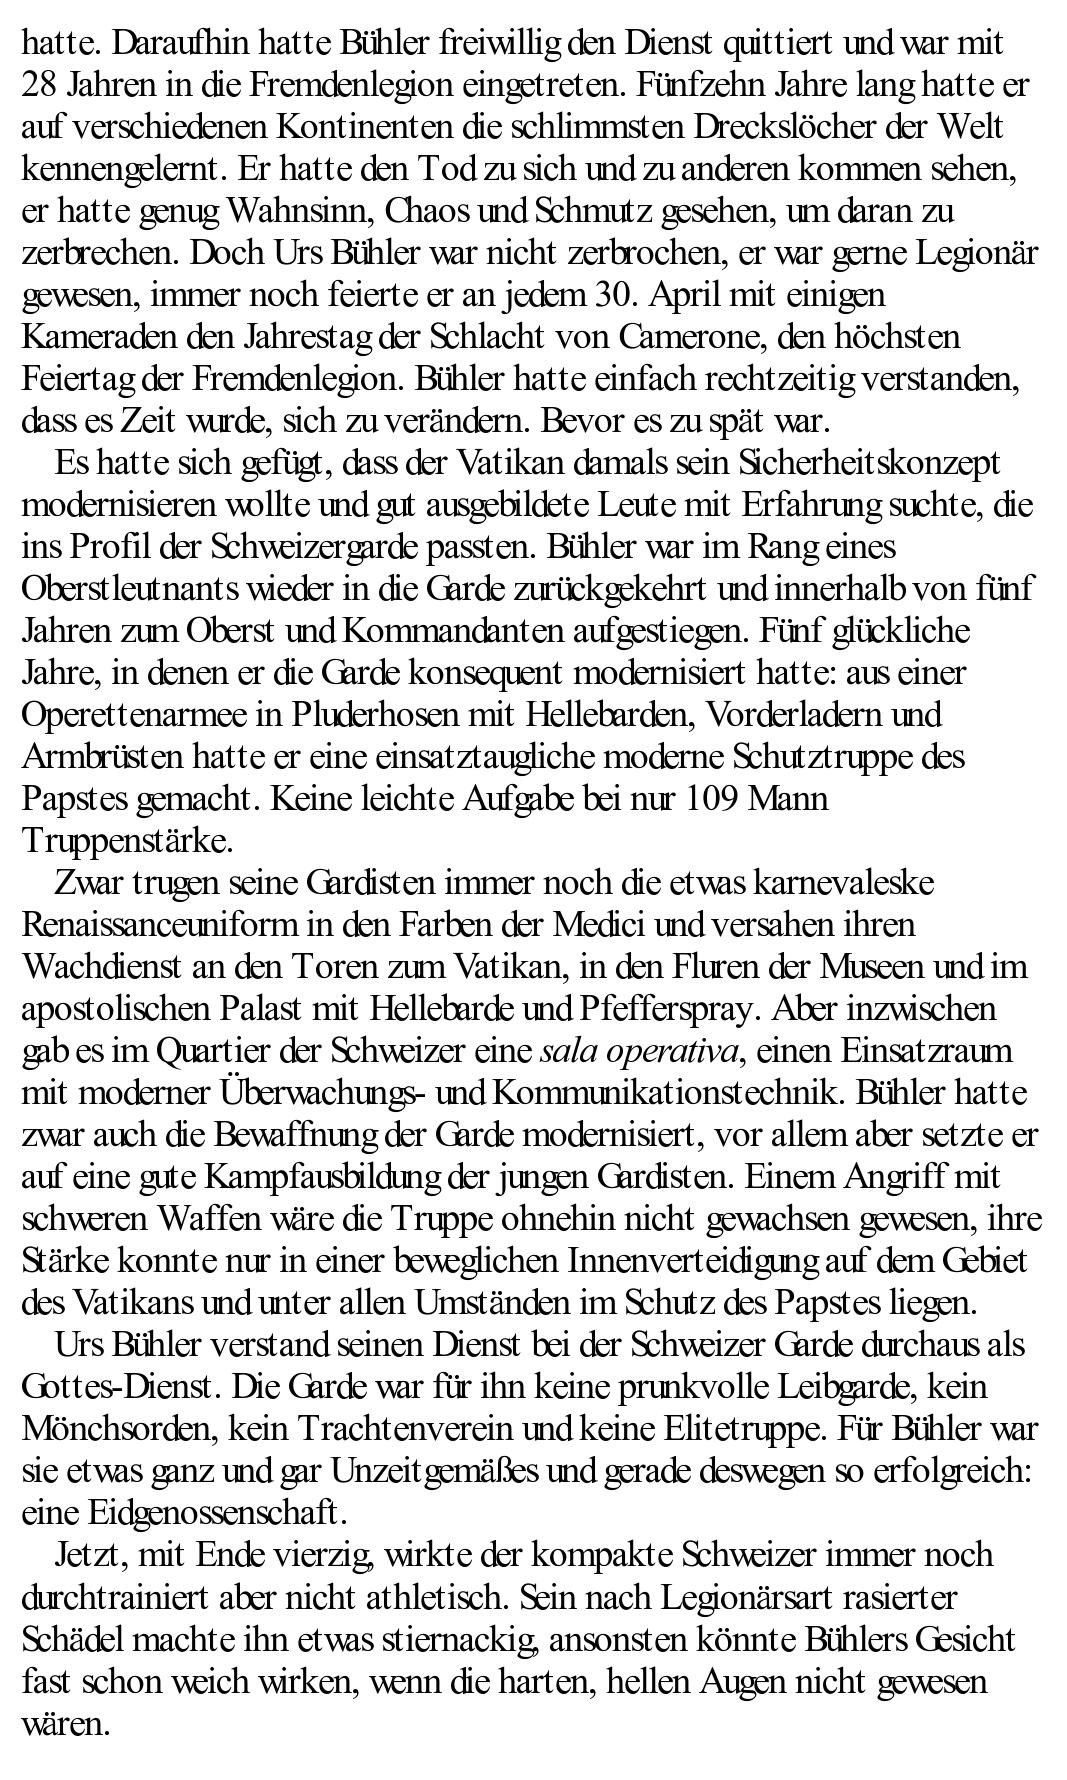 hatte. Daraufhin hatte Bühler freiwillig den Dienst quittiert und war mit
28 Jahren in die Fremdenlegion eingetreten. Fünfzehn Jahre lang hatte er
auf verschiedenen Kontinenten die schlimmsten Dreckslöcher der Welt
kennengelernt. Er hatte den Tod zu sich und zu anderen kommen sehen,
er hatte genug Wahnsinn, Chaos und Schmutz gesehen, um daran zu
zerbrechen. Doch Urs Bühler war nicht zerbrochen, er war gerne Legionär
gewesen, immer noch feierte er an jedem 30. April mit einigen
Kameraden den Jahrestag der Schlacht von Camerone, den höchsten
Feiertag der Fremdenlegion. Bühler hatte einfach rechtzeitig verstanden,
dass es Zeit wurde, sich zu verändern. Bevor es zu spät war.
Es hatte sich gefügt, dass der Vatikan damals sein Sicherheitskonzept
modernisieren wollte und gut ausgebildete Leute mit Erfahrung suchte, die
ins Profil der Schweizergarde passten. Bühler war im Rang eines
Oberstleutnants wieder in die Garde zurückgekehrt und innerhalb von fünf
Jahren zum Oberst und Kommandanten aufgestiegen. Fünf glückliche
Jahre, in denen er die Garde konsequent modernisiert hatte: aus einer
Operettenarmee in Pluderhosen mit Hellebarden, Vorderladern und
Armbrüsten hatte er eine einsatztaugliche moderne Schutztruppe des
Papstes gemacht. Keine leichte Aufgabe bei nur 109 Mann
Truppenstärke.
Zwar trugen seine Gardisten immer noch die etwas karnevaleske
Renaissanceuniform in den Farben der Medici und versahen ihren
Wachdienst an den Toren zum Vatikan, in den Fluren der Museen und im
apostolischen Palast mit Hellebarde und Pfefferspray. Aber inzwischen
gab es im Quartier der Schweizer eine sala operativa, einen Einsatzraum
mit moderner Überwachungs- und Kommunikationstechnik. Bühler hatte
zwar auch die Bewaffnung der Garde modernisiert, vor allem aber setzte er
auf eine gute Kampfausbildung der jungen Gardisten. Einem Angriff mit
schweren Waffen wäre die Truppe ohnehin nicht gewachsen gewesen, ihre
Stärke konnte nur in einer beweglichen Innenverteidigung auf dem Gebiet
des Vatikans und unter allen Umständen im Schutz des Papstes liegen.
Urs Bühler verstand seinen Dienst bei der Schweizer Garde durchaus als
Gottes-Dienst. Die Garde war für ihn keine prunkvolle Leibgarde, kein
Mönchsorden, kein Trachtenverein und keine Elitetruppe. Für Bühler war
sie etwas ganz und gar Unzeitgemäßes und gerade deswegen so erfolgreich:
eine Eidgenossenschaft.
Jetzt, mit Ende vierzig, wirkte der kompakte Schweizer immer noch
durchtrainiert aber nicht athletisch. Sein nach Legionärsart rasierter
Schädel machte ihn etwas stiernackig, ansonsten könnte Bühlers Gesicht
fast schon weich wirken, wenn die harten, hellen Augen nicht gewesen
wären.